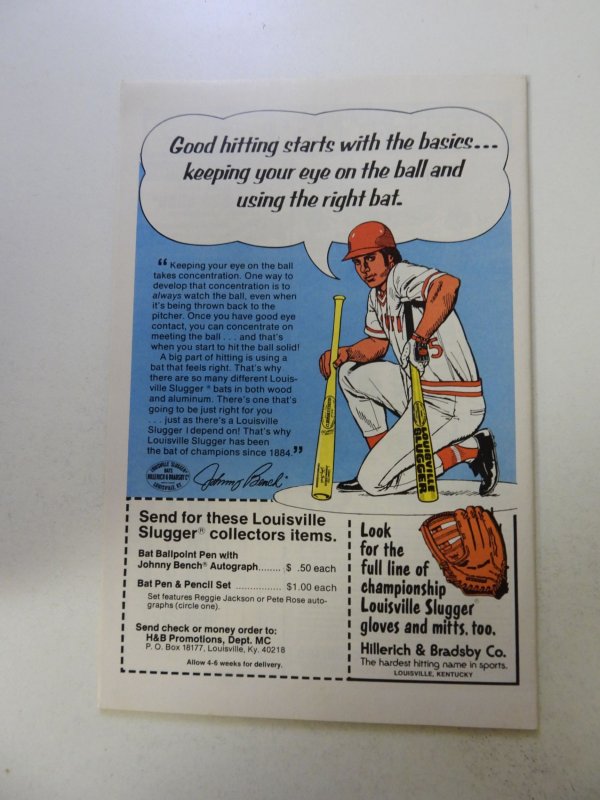 Good hitting starts with the basics...
keeping your eye on the ball and
using the right bat.
“Keeping your eye on the ball
takes concentration. One way to
develop that concentration is to
always watch the ball, even when
it's being thrown back to the
pitcher. Once you have good eye
contact, you can concentrate on
meeting the ball . . . and that's
when you start to hit the ball solid!
A big part of hitting is using a
bat that feels right. That's why
there are so many different Louis-
ville Slugger® bats in both wood
and aluminum. There's one that's
going to be just right for you
. . . just as there's a Louisville
Slugger I depend on! That's why
Louisville Slugger has been
the bat of champions since 1884.”
LOUISVILLE SLUGGER
BATS
HILLERICH & BRADSBY Co
LOUISVILLE, KY.
Johnny Bench
5
LOUISVILLE
SLUGGER
Send for these Louisville
Slugger® collectors items.
Bat Ballpoint Pen with
Johnny Bench® Autograph........ $ .50 each
Bat Pen & Pencil Set ................ $1.00 each
Set features Reggie Jackson or Pete Rose auto-
graphs (circle one).
Send check or money order to:
H&B Promotions, Dept. MC
P. O. Box 18177, Louisville, Ky. 40218
Allow 4-6 weeks for delivery.
Look
for the
full line of
championship
Louisville Slugger®
gloves and mitts, too.
Hillerich & Bradsby Co.
The hardest hitting name in sports.
LOUISVILLE, KENTUCKY